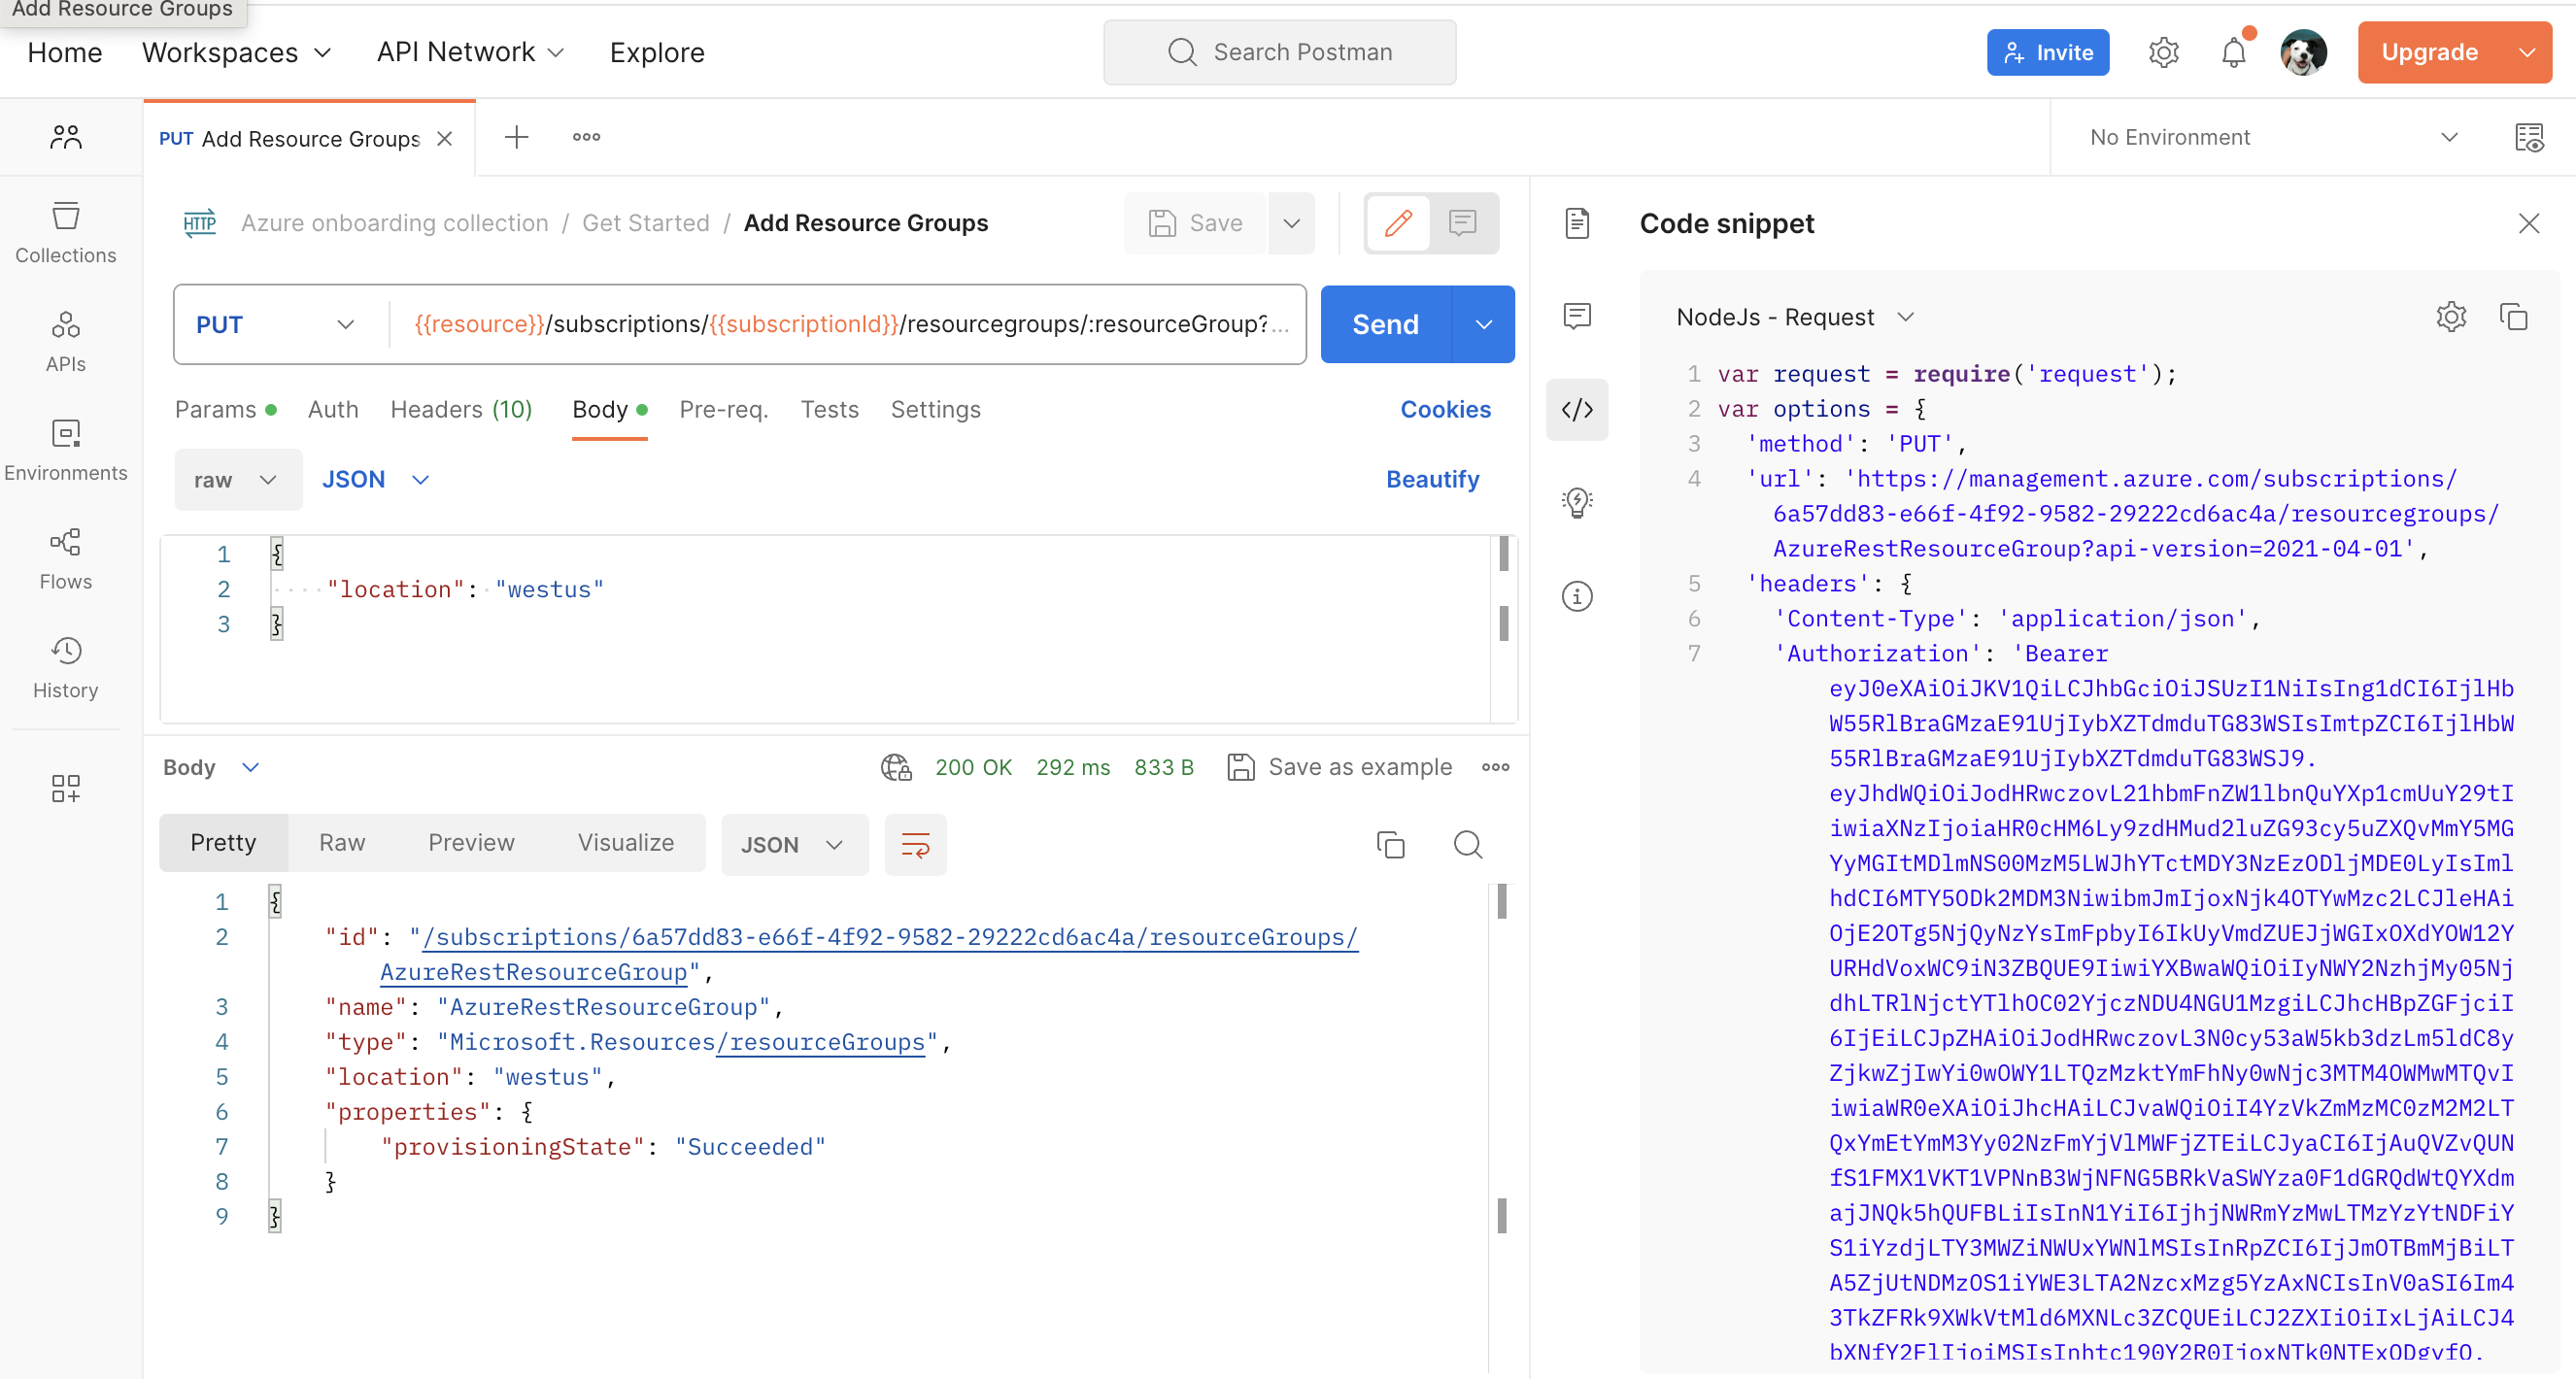 Add Resource Groups
Home Workspaces API Network Explore Search Postman Invite Upgrade
PUT Add Resource Groups No Environment
HTTP Azure onboarding collection / Get Started / Add Resource Groups Save
PUT {{resource}}/subscriptions/{{subscriptionId}}/resourcegroups/:resourceGroup?... Send
Params Auth Headers (10) Body Pre-req. Tests Settings Cookies
raw JSON Beautify
1 {
2 "location": "westus"
3 }
Collections
APIs
Environments
Flows
History
Body 200 OK 292 ms 833 B Save as example
Pretty Raw Preview Visualize JSON
1 {
2 "id": "/subscriptions/6a57dd83-e66f-4f92-9582-29222cd6ac4a/resourceGroups/
AzureRestResourceGroup",
3 "name": "AzureRestResourceGroup",
4 "type": "Microsoft.Resources/resourceGroups",
5 "location": "westus",
6 "properties": {
7 "provisioningState": "Succeeded"
8 }
9 }
Code snippet
NodeJs - Request
1 var request = require('request');
2 var options = {
3 'method': 'PUT',
4 'url': 'https://management.azure.com/subscriptions/
6a57dd83-e66f-4f92-9582-29222cd6ac4a/resourcegroups/
AzureRestResourceGroup?api-version=2021-04-01',
5 'headers': {
6 'Content-Type': 'application/json',
7 'Authorization': 'Bearer
eyJ0eXAiOiJKV1QiLCJhbGciOiJSUzI1NiIsIng1dCI6IjlHb
W55RlBraGMzaE91UjIybXZTdmduTG83WSIsImtpZCI6IjlHbW
55RlBraGMzaE91UjIybXZTdmduTG83WSJ9.
eyJhdWQiOiJodHRwczovL21hbmFnZW1lbnQuYXp1cmUuY29tI
iwiaXNzIjoiaHR0cHM6Ly9zdHMud2luZG93cy5uZXQvMmY5MG
YyMGItMDlmNS00MzM5LWJhYTctMDY3NzEzODljMDE0LyIsIml
hdCI6MTY5ODk2MDM3NiwibmJmIjoxNjk4OTYwMzc2LCJleHAi
OjE2OTg5NjQyNzYsImFpbyI6IkUyVmdZUEJjWGIxOXdYOW12Y
URHdVoxWC9iN3ZBQUE9IiwiYXBwaWQiOiIyNWY2NzhjMy05Nj
dhLTRlNjctYTlhOC02YjczNDU4NGU1MzgiLCJhcHBpZGFjciI
6IjEiLCJpZHAiOiJodHRwczovL3N0cy53aW5kb3dzLm5ldC8y
ZjkwZjIwYi0wOWY1LTQzMzktYmFhNy0wNjc3MTM4OWMwMTQvI
iwiaWR0eXAiOiJhcHAiLCJvaWQiOiI4YzVkZmMzMC0zM2M2LT
QxYmEtYmM3Yy02NzFmYjVlMWFjZTEiLCJyaCI6IjAuQVZvQUN
fS1FMX1VKT1VPNnB3WjNFNG5BRkVaSWYza0F1dGRQdWtQYXdm
ajJNQk5hQUFBLiIsInN1YiI6IjhjNWRmYzMwLTMzYzYtNDFiY
S1iYzdjLTY3MWZiNWUxYWNlMSIsInRpZCI6IjJmOTBmMjBiLT
A5ZjUtNDMzOS1iYWE3LTA2NzcxMzg5YzAxNCIsInV0aSI6Im4
3TkZFRk9XWkVtMld6MXNLc3ZCQUEiLCJ2ZXIiOiIxLjAiLCJ4
bXNfY2FlIjoiMSIsInhtc190Y2R0IjoxNTk0NTExODgyfQ.